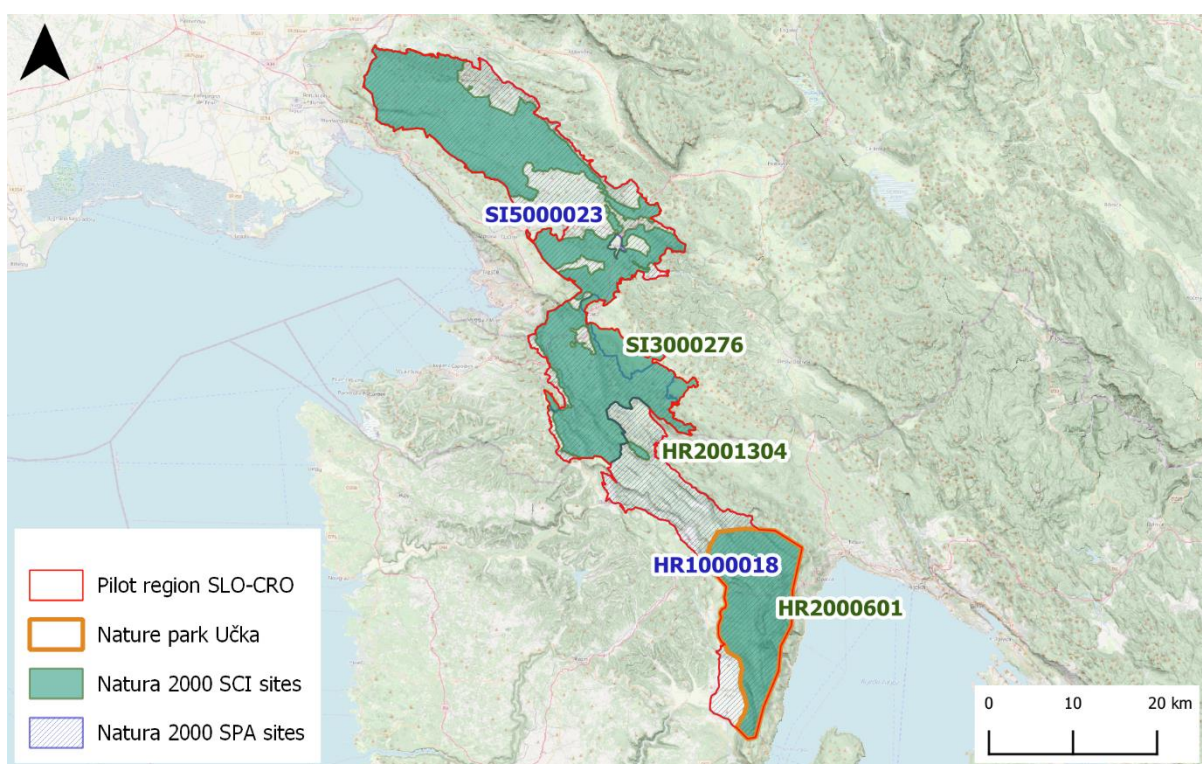 SI5000023
SI3000276
HR2001304
HR1000018
HR2000601
Pilot region SLO-CRO
Nature park Učka
Natura 2000 SCI sites
Natura 2000 SPA sites
0 10 20 km